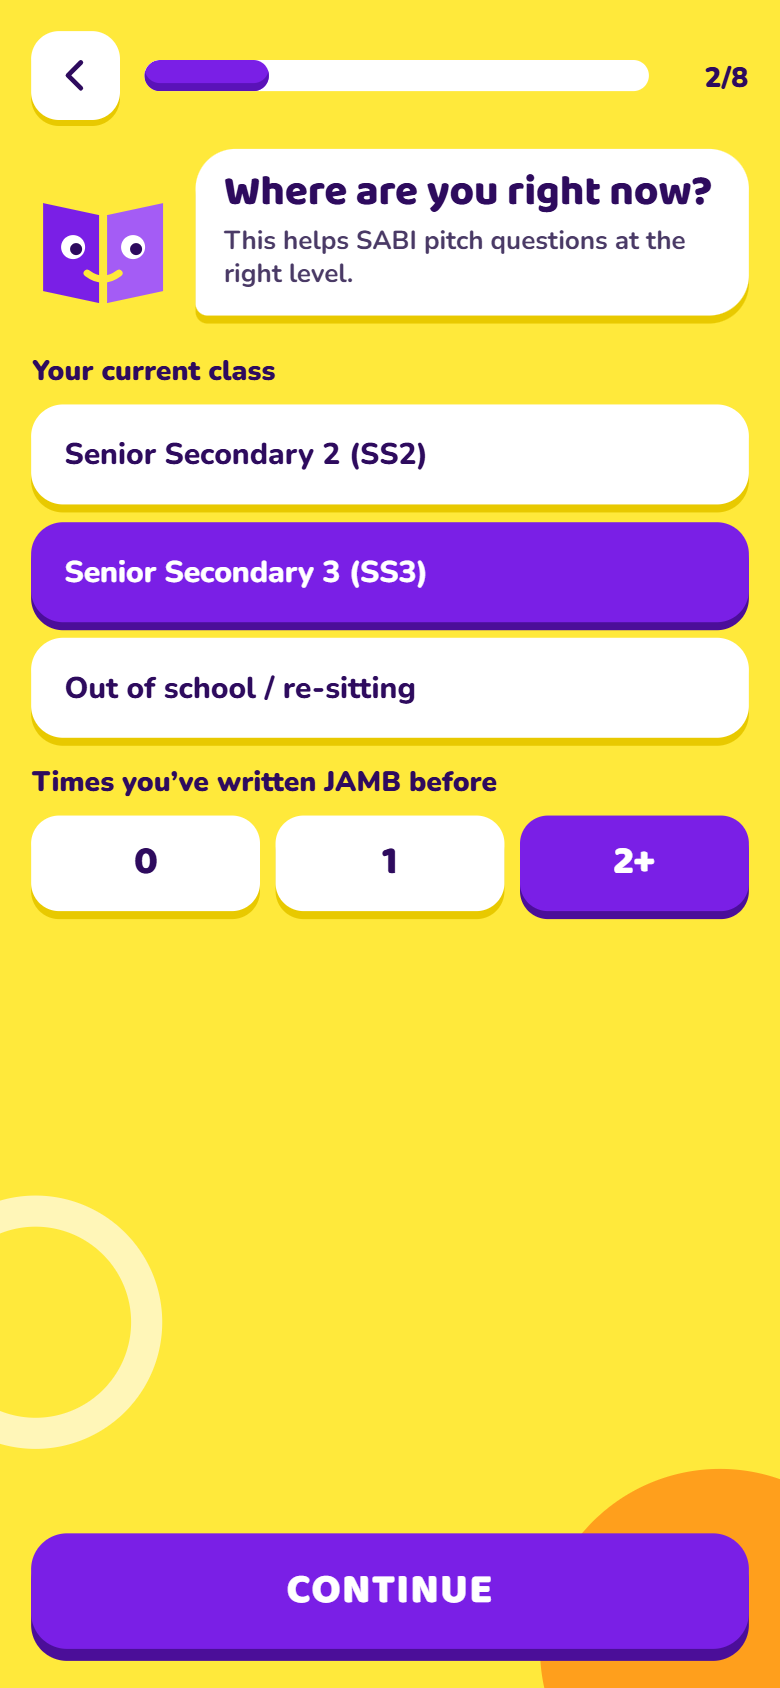 2/8
Where are you right now?
This helps SABI pitch questions at the
right level.
Your current class
Senior Secondary 2 (SS2)
Senior Secondary 3 (SS3)
Out of school / re-sitting
Times you’ve written JAMB before
0
1
2+
CONTINUE